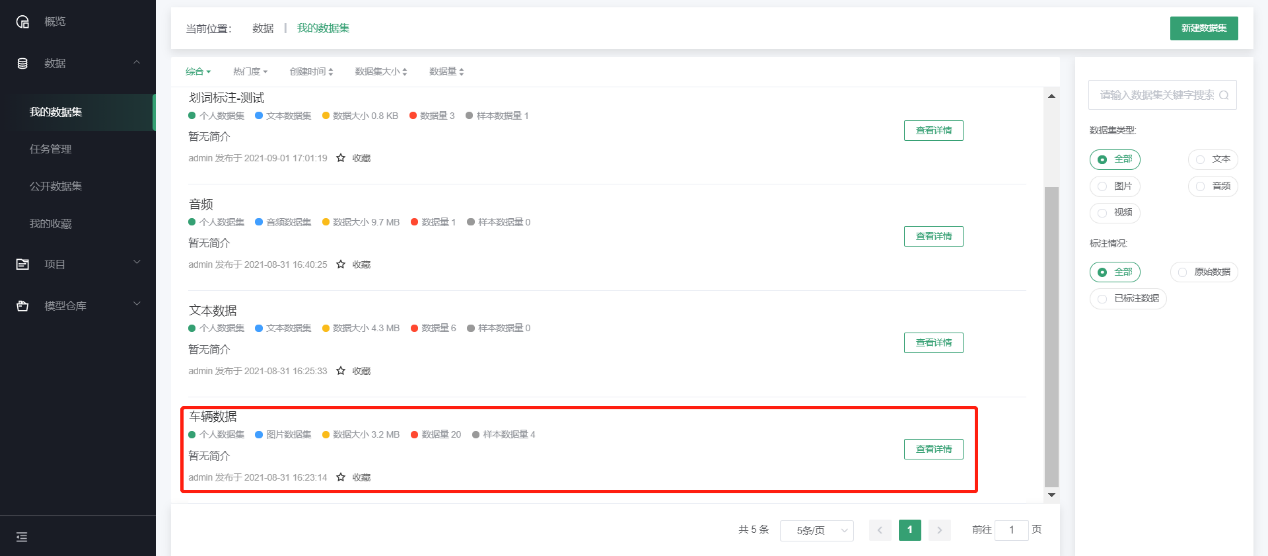 概览
数据
我的数据集
任务管理
公开数据集
我的收藏
项目
模型仓库
当前位置： 数据 | 我的数据集
新建数据集
综合 热门度 创建时间 数据集大小 数据量
划词标注-测试
个人数据集 文本数据集 数据大小 0.8 KB 数据量 3 样本数据量 1
暂无简介
admin 发布于 2021-09-01 17:01:19 收藏
查看详情
音频
个人数据集 音频数据集 数据大小 9.7 MB 数据量 1 样本数据量 0
暂无简介
admin 发布于 2021-08-31 16:40:25 收藏
查看详情
文本数据
个人数据集 文本数据集 数据大小 4.3 MB 数据量 6 样本数据量 0
暂无简介
admin 发布于 2021-08-31 16:25:33 收藏
查看详情
车辆数据
个人数据集 图片数据集 数据大小 3.2 MB 数据量 20 样本数据量 4
暂无简介
admin 发布于 2021-08-31 16:23:14 收藏
查看详情
共 5 条 5条/页 < 1 > 前往 1 页
请输入数据集关键字搜索
数据集类型:
全部 文本
图片 音频
视频
标注情况:
全部 原始数据
已标注数据